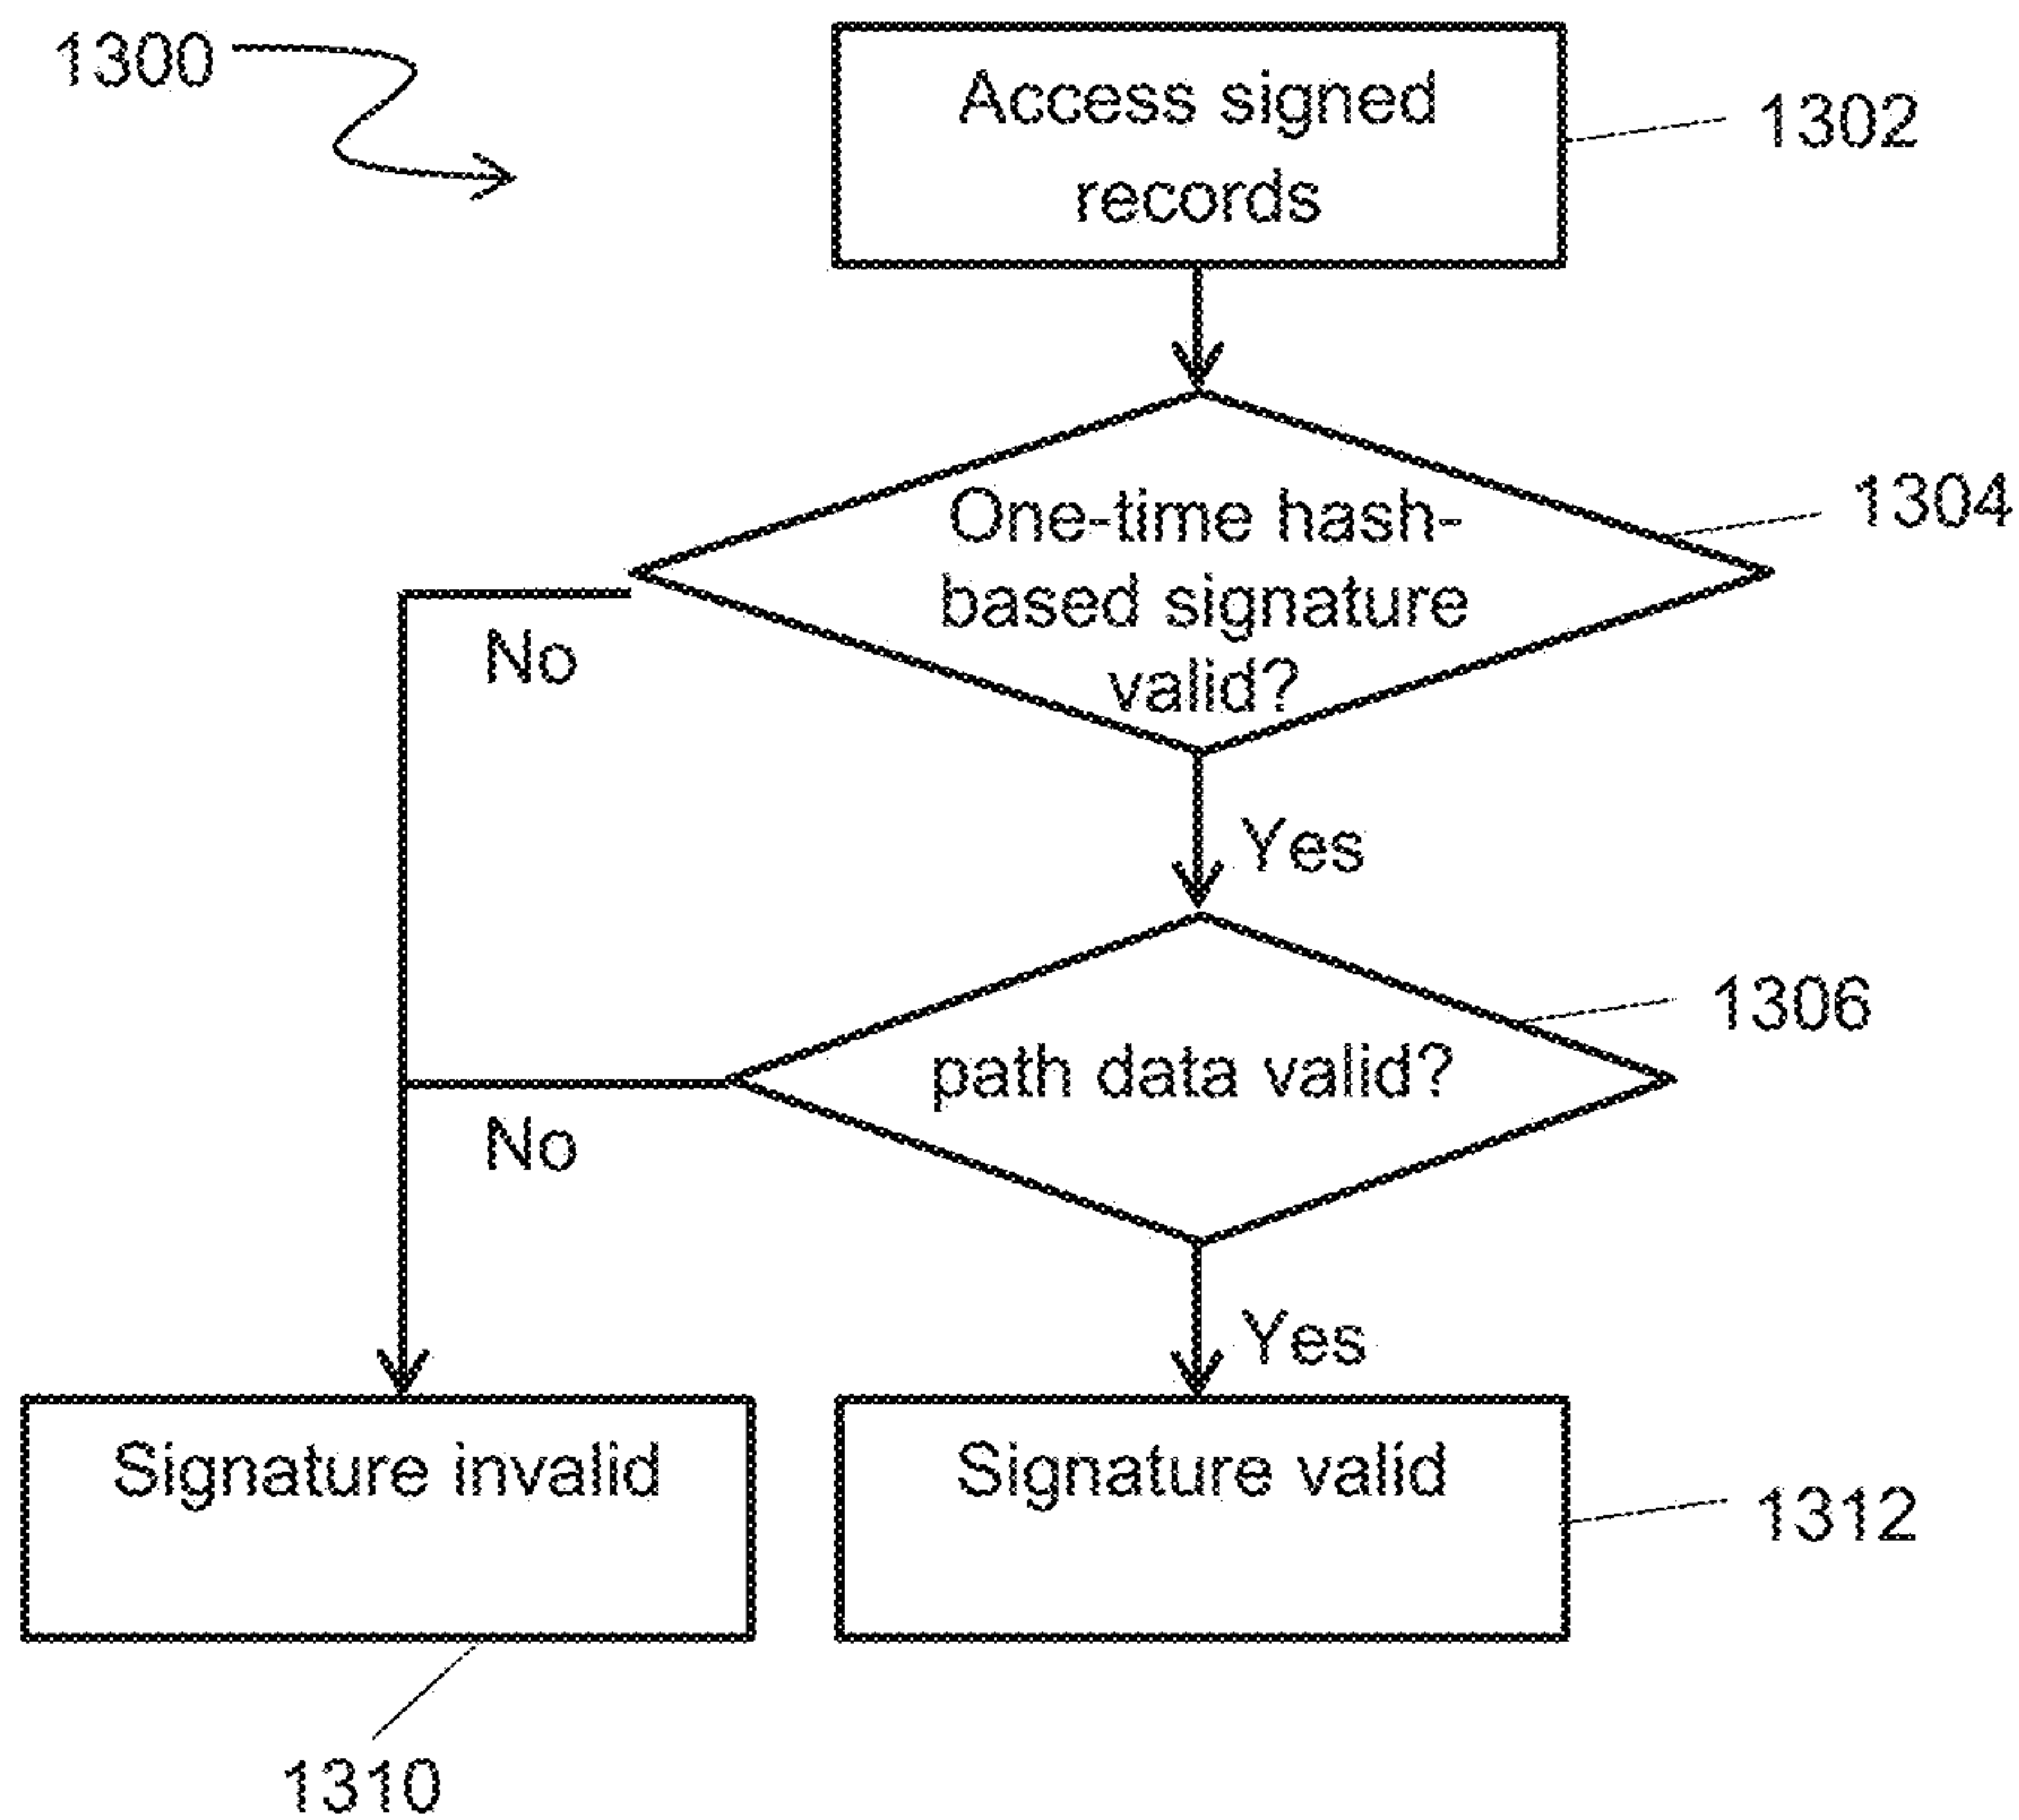 1300
Access signed
records
1302
One-time hash-
based signature
valid?
1304
No
Yes
path data valid?
1306
No
Yes
Signature invalid
Signature valid
1312
1310